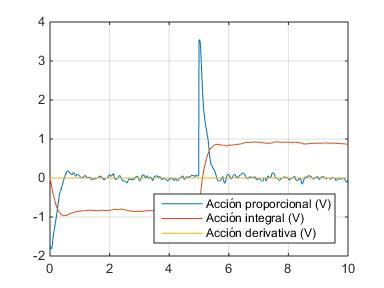 4
3
2
1
0
-1
-2
Acción proporcional (V)
Acción integral (V)
Acción derivativa (V)
0 2 4 6 8 10